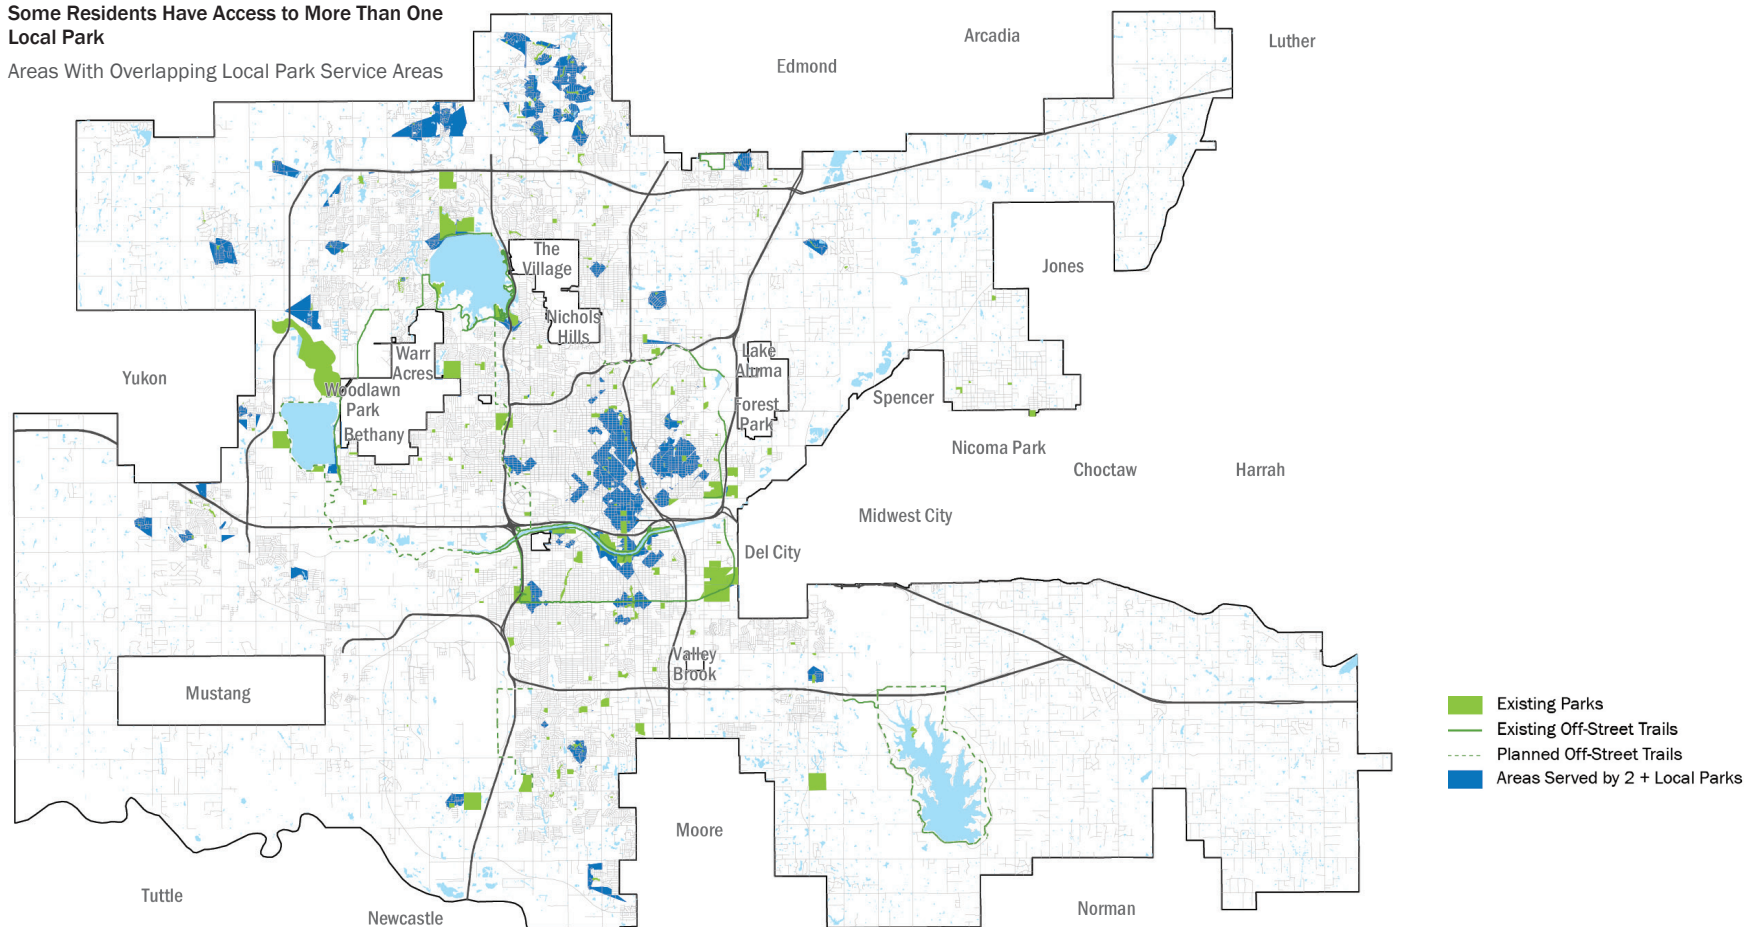 Some Residents Have Access to More Than One
Local Park
Areas With Overlapping Local Park Service Areas
Arcadia
Luther
Edmond
The
Village
Jones
Nichols
Hills
Warr
Acres
Lake
Aluma
Yukon
Woodlawn
Park
Spencer
Forest
Park
Bethany
Nicoma Park
Choctaw
Harrah
Midwest City
Del City
Valley
Brook
Mustang
Existing Parks
Existing Off-Street Trails
Planned Off-Street Trails
Areas Served by 2 + Local Parks
Moore
Tuttle
Newcastle
Norman